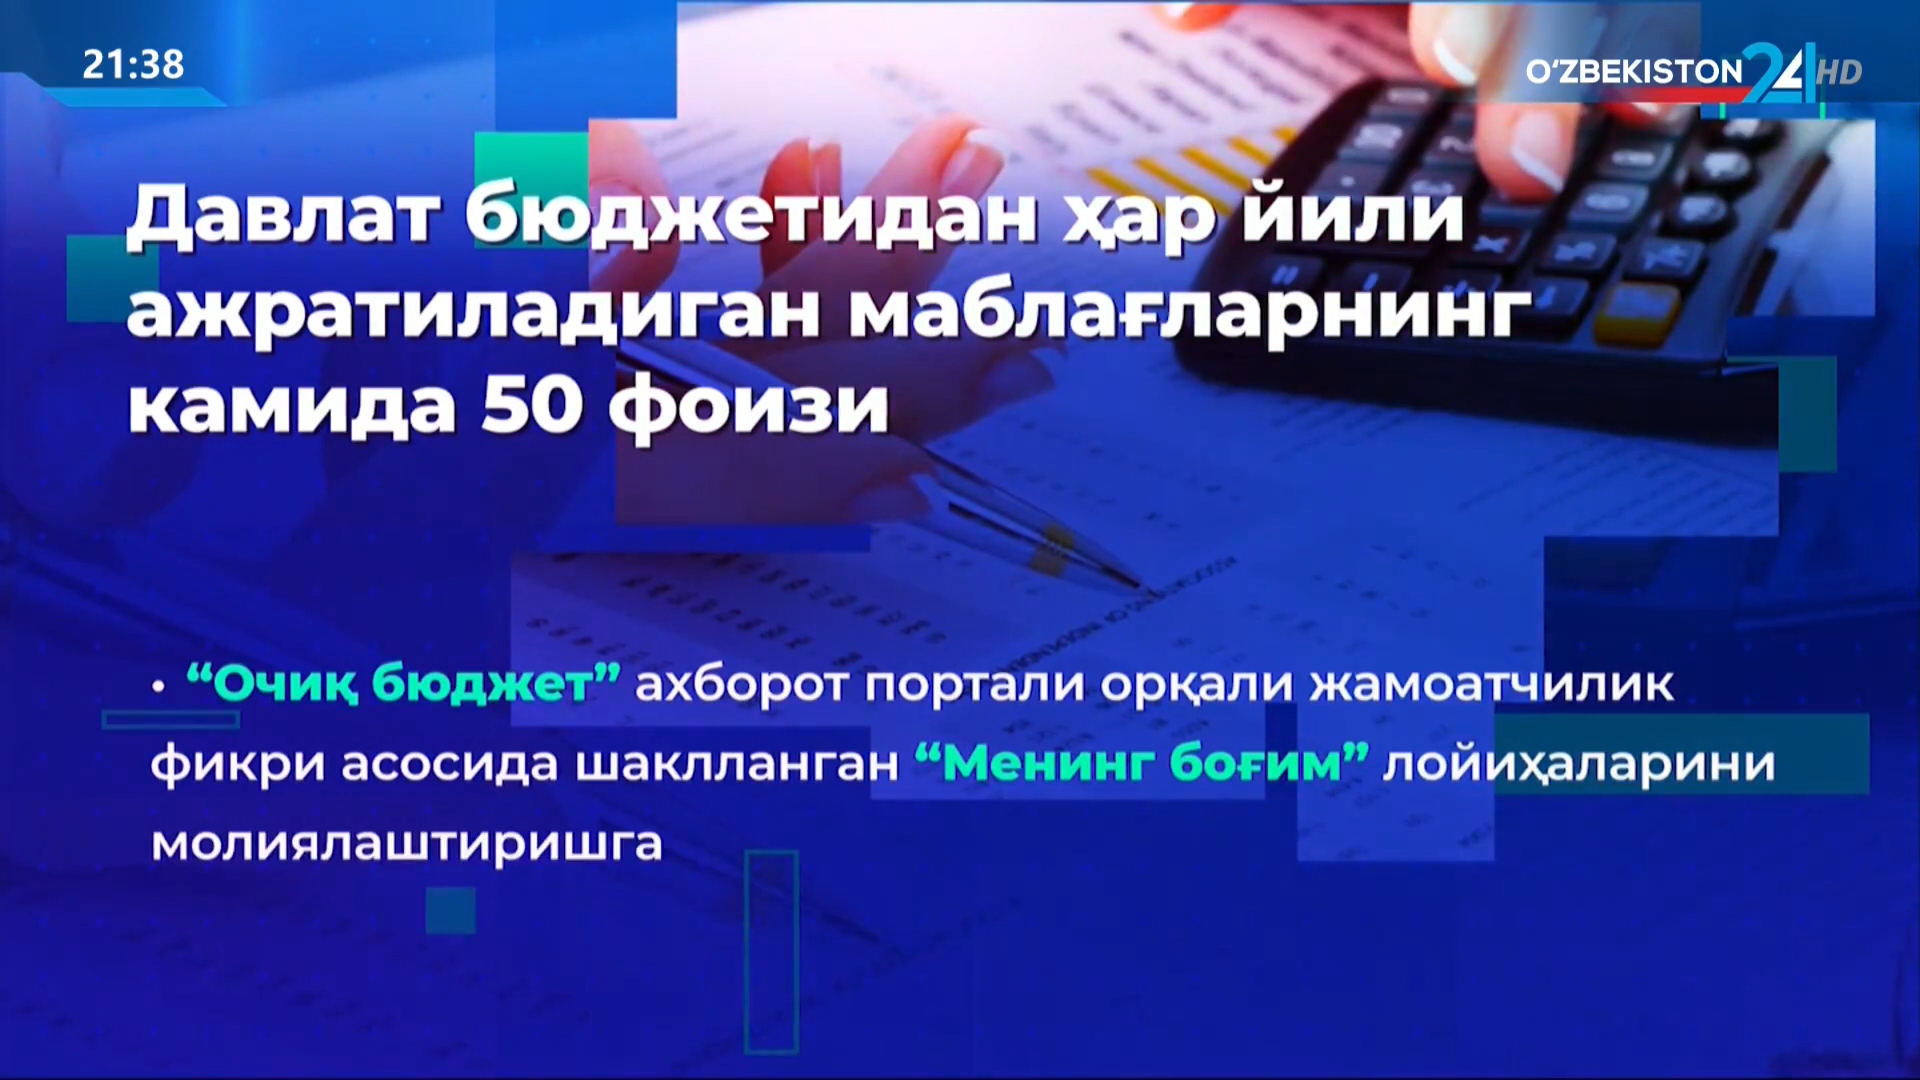 21:38
O‘ZBEKISTON 24 HD
Давлат бюджетидан ҳар йили
ажратиладиган маблағларнинг
камида 50 фоизи
• “Очиқ бюджет” ахборот портали орқали жамоатчилик
фикри асосида шаклланган “Менинг боғим” лойиҳаларини
молиялаштиришга